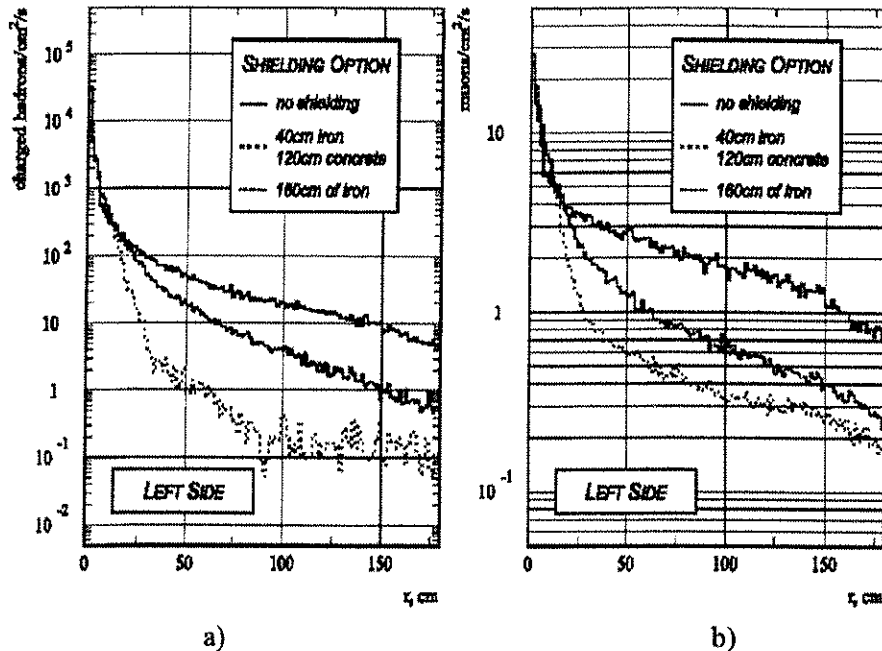 charged hadrons/cm²/s
10⁵
10⁴
10³
10²
10
1
10⁻¹
10⁻²
SHIELDING OPTION
no shielding
40cm iron
120cm concrete
160cm of iron
LEFT SIDE
0
50
100
150
r, cm
a)
muons/cm²/s
10
1
10⁻¹
SHIELDING OPTION
no shielding
40cm iron
120cm concrete
160cm of iron
LEFT SIDE
0
50
100
150
r, cm
b)